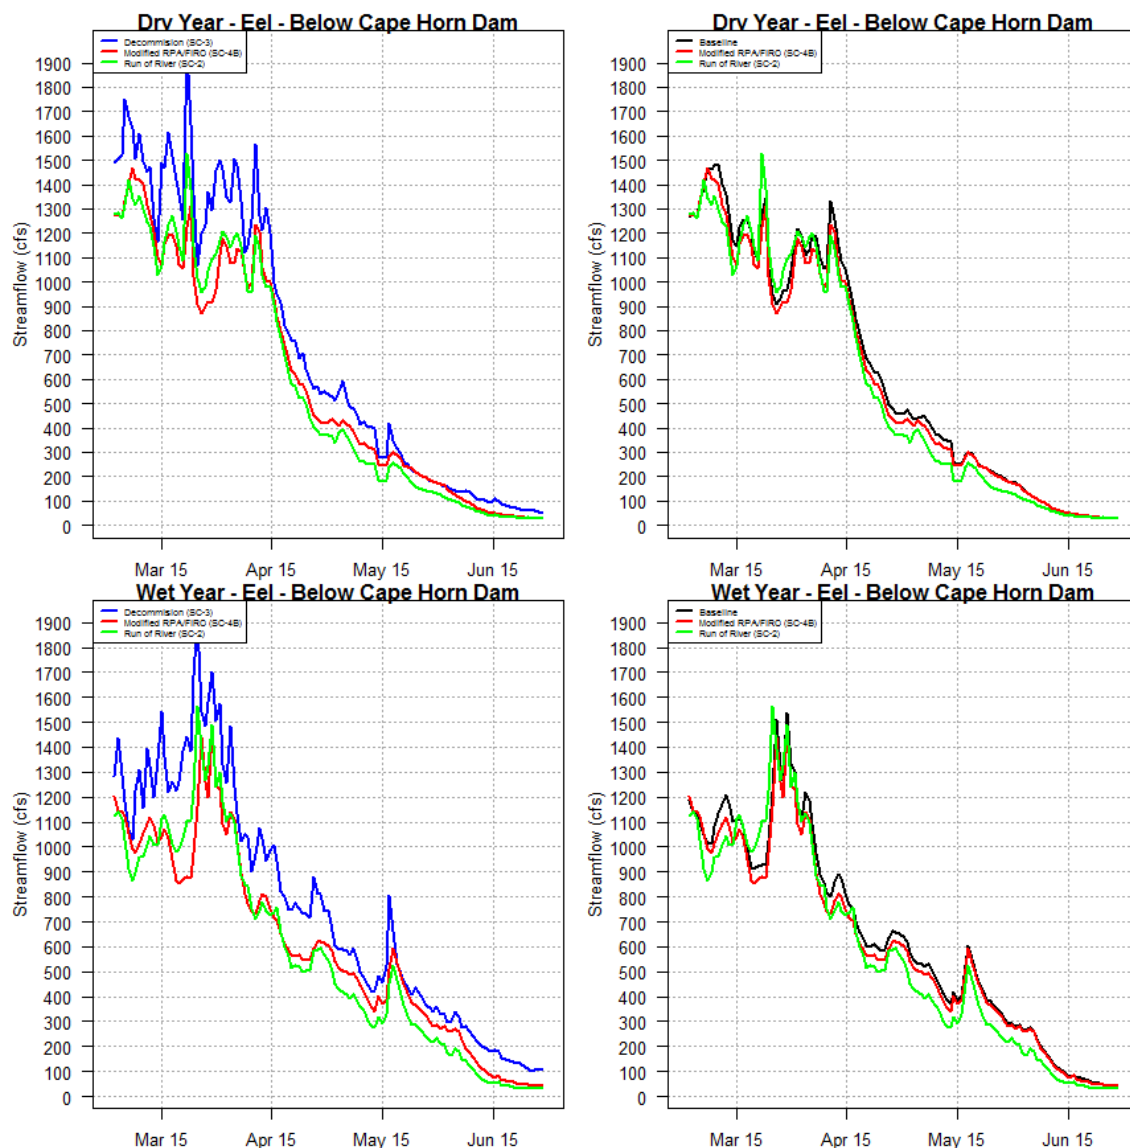 Dry Year - Eel - Below Cape Horn Dam
Decommision (SC-3)
Modified RPA/FIRO (SC-4B)
Run of River (SC-2)
Streamflow (cfs)
1900
1800
1700
1600
1500
1400
1300
1200
1100
1000
900
800
700
600
500
400
300
200
100
0
Mar 15
Apr 15
May 15
Jun 15
Dry Year - Eel - Below Cape Horn Dam
Baseline
Modified RPA/FIRO (SC-4B)
Run of River (SC-2)
Streamflow (cfs)
1900
1800
1700
1600
1500
1400
1300
1200
1100
1000
900
800
700
600
500
400
300
200
100
0
Mar 15
Apr 15
May 15
Jun 15
Wet Year - Eel - Below Cape Horn Dam
Decommision (SC-3)
Modified RPA/FIRO (SC-4B)
Run of River (SC-2)
Streamflow (cfs)
1900
1800
1700
1600
1500
1400
1300
1200
1100
1000
900
800
700
600
500
400
300
200
100
0
Mar 15
Apr 15
May 15
Jun 15
Wet Year - Eel - Below Cape Horn Dam
Baseline
Modified RPA/FIRO (SC-4B)
Run of River (SC-2)
Streamflow (cfs)
1900
1800
1700
1600
1500
1400
1300
1200
1100
1000
900
800
700
600
500
400
300
200
100
0
Mar 15
Apr 15
May 15
Jun 15